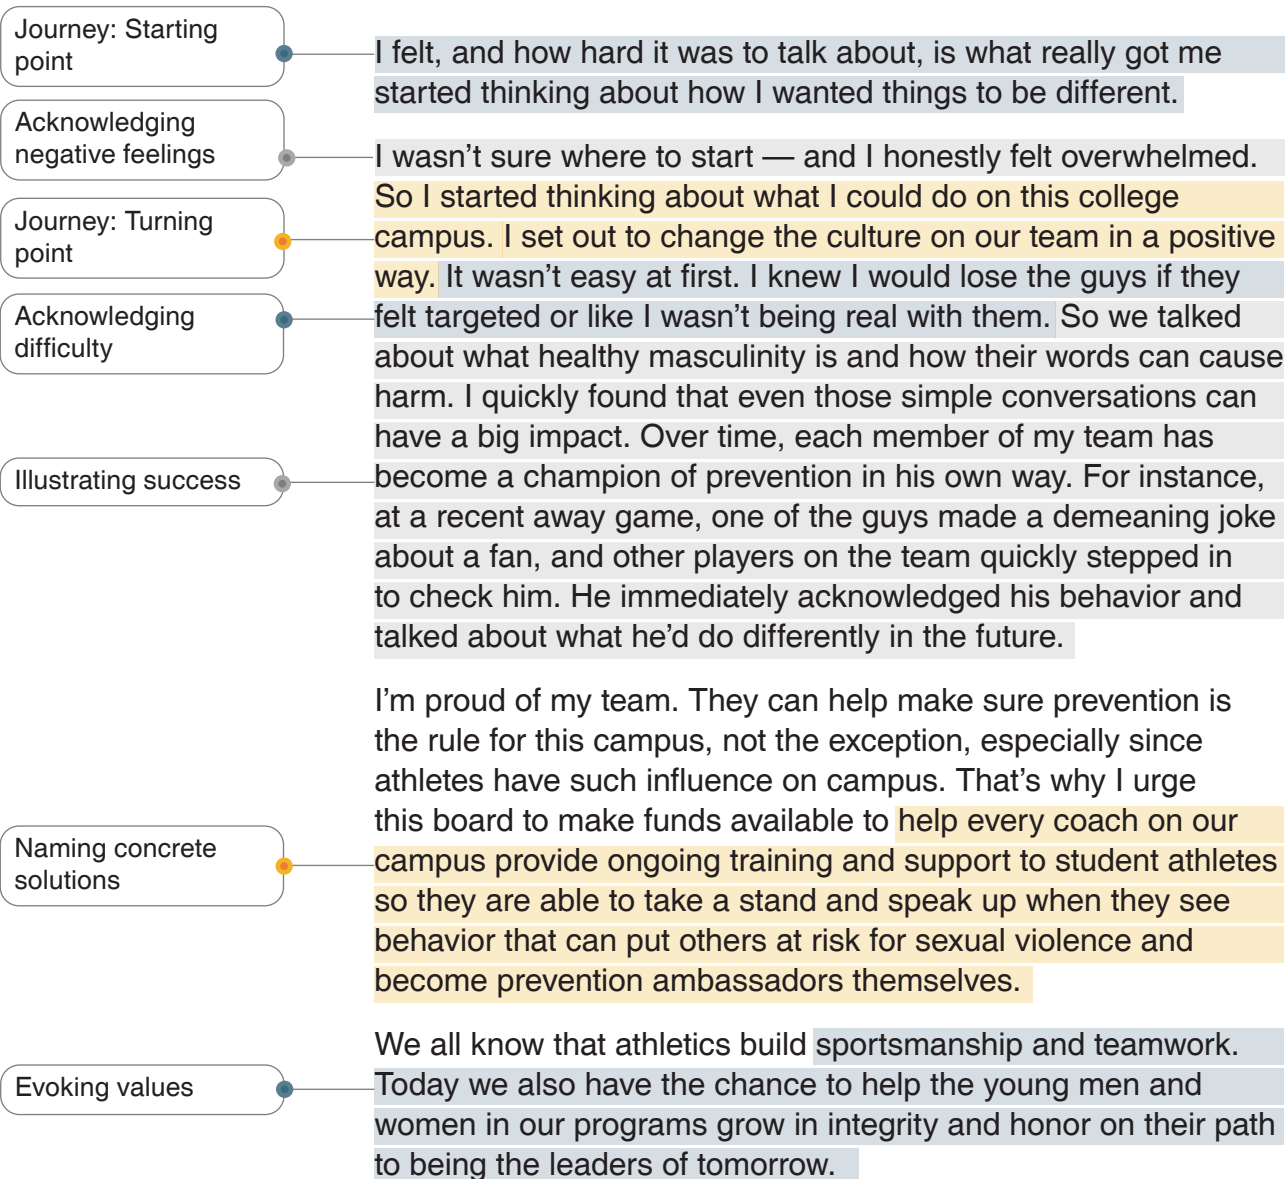 Journey: Starting
point
I felt, and how hard it was to talk about, is what really got me
started thinking about how I wanted things to be different.
Acknowledging
negative feelings
I wasn’t sure where to start — and I honestly felt overwhelmed.
So I started thinking about what I could do on this college
Journey: Turning
point
campus. I set out to change the culture on our team in a positive
way. It wasn’t easy at first. I knew I would lose the guys if they
Acknowledging
difficulty
felt targeted or like I wasn’t being real with them. So we talked
about what healthy masculinity is and how their words can cause
harm. I quickly found that even those simple conversations can
have a big impact. Over time, each member of my team has
Illustrating success
become a champion of prevention in his own way. For instance,
at a recent away game, one of the guys made a demeaning joke
about a fan, and other players on the team quickly stepped in
to check him. He immediately acknowledged his behavior and
talked about what he’d do differently in the future.
I’m proud of my team. They can help make sure prevention is
the rule for this campus, not the exception, especially since
athletes have such influence on campus. That’s why I urge
this board to make funds available to help every coach on our
Naming concrete
solutions
campus provide ongoing training and support to student athletes
so they are able to take a stand and speak up when they see
behavior that can put others at risk for sexual violence and
become prevention ambassadors themselves.
We all know that athletics build sportsmanship and teamwork.
Evoking values
Today we also have the chance to help the young men and
women in our programs grow in integrity and honor on their path
to being the leaders of tomorrow.